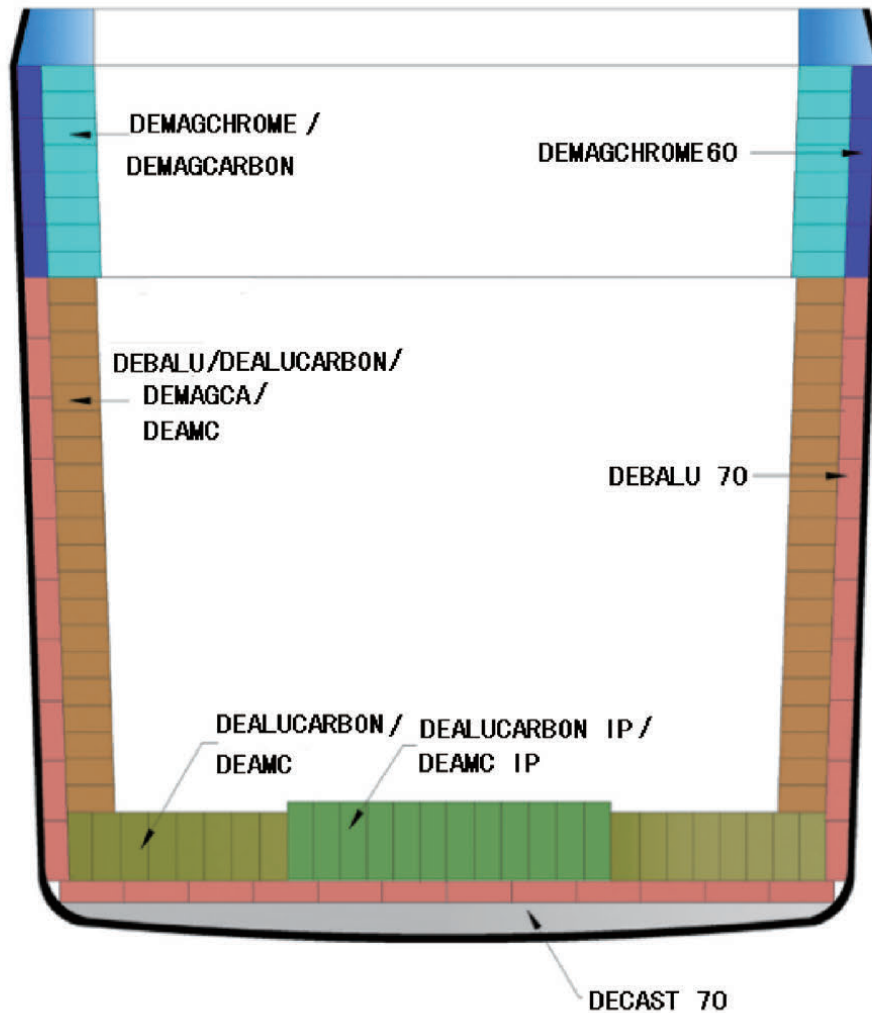 DEMAGCHROME /
DEMAGCARBON
DEMAGCHROME60
DEBALU/DEALUCARBON/
DEMAGCA/
DEAMC
DEBALU 70
DEALUCARBON/
DEAMC
DEALUCARBON IP/
DEAMC IP
DECAST 70